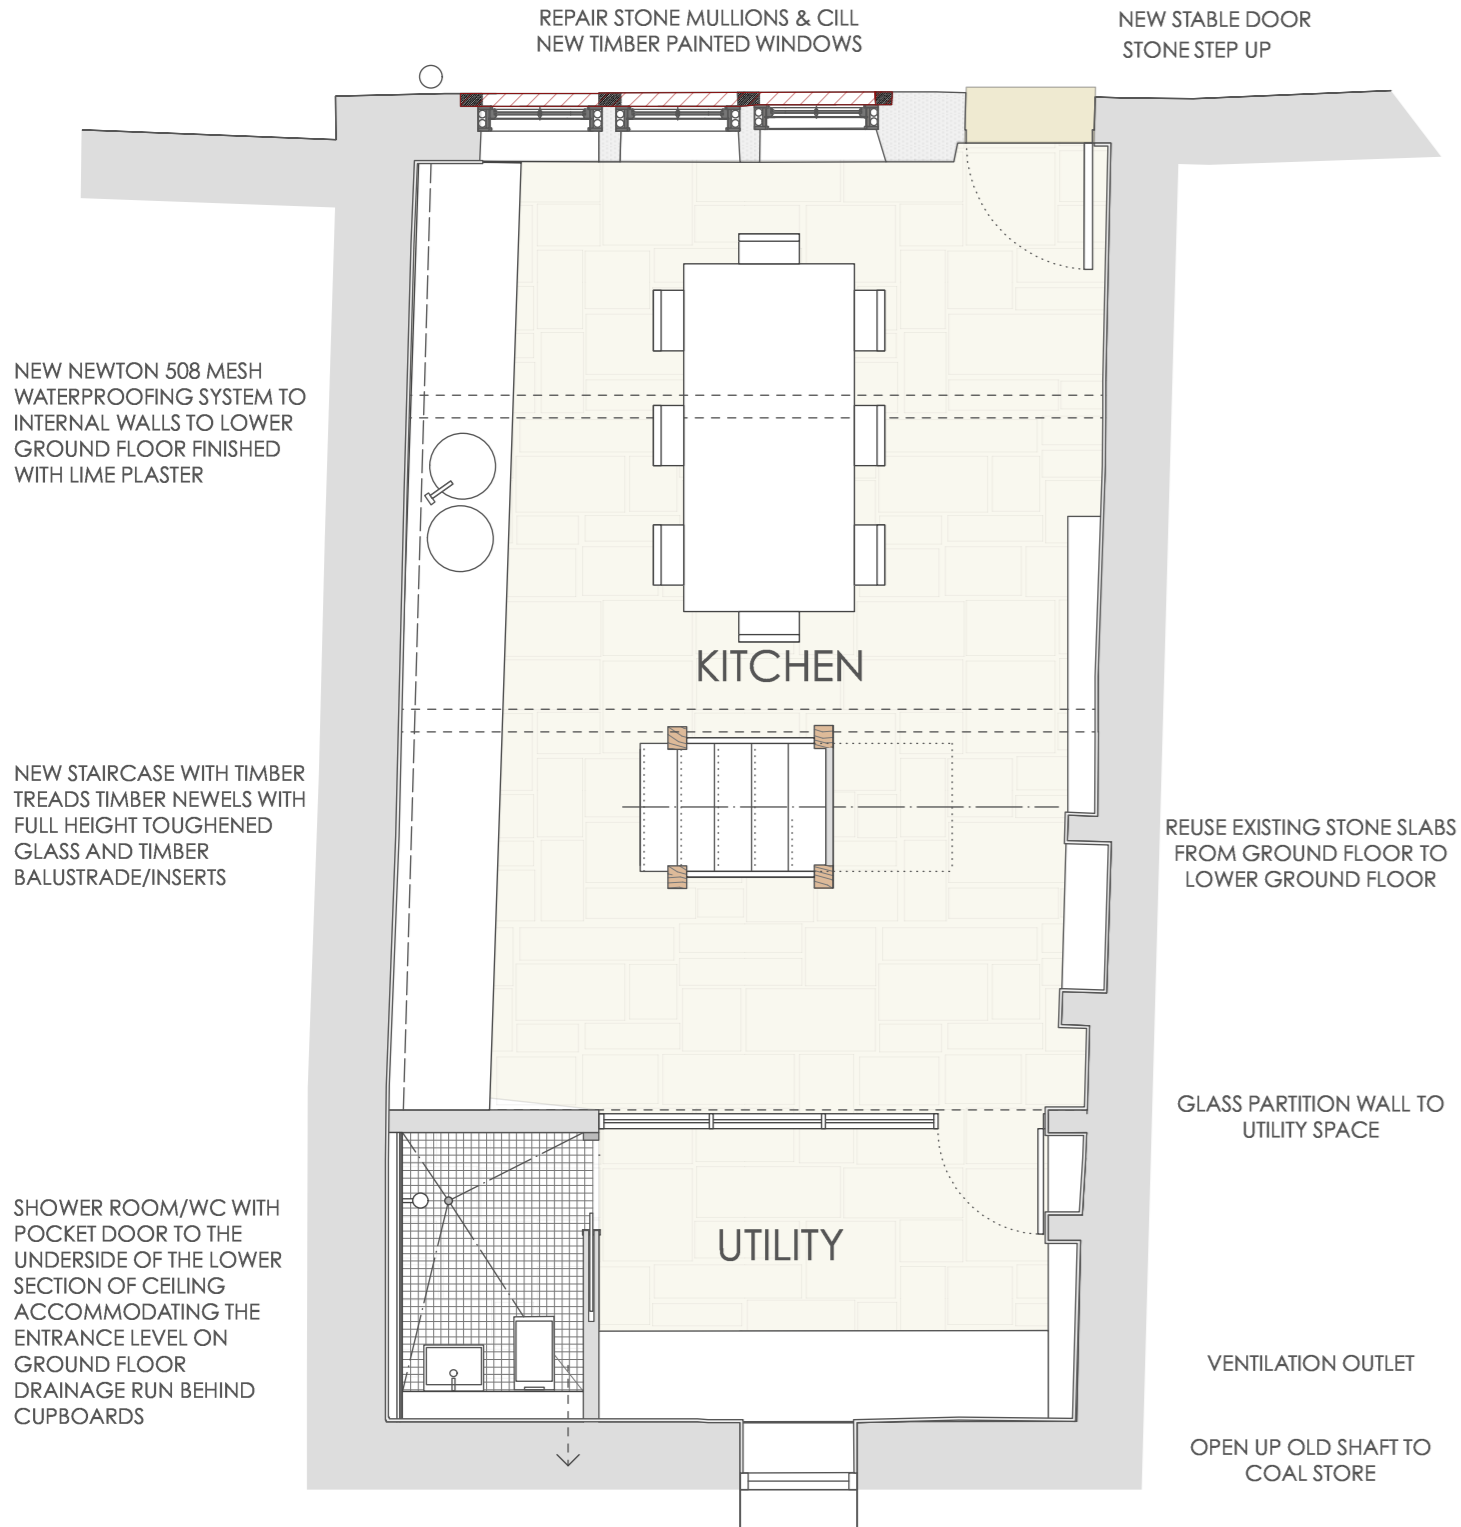 REPAIR STONE MULLIONS & CILL
NEW TIMBER PAINTED WINDOWS
NEW STABLE DOOR
STONE STEP UP
NEW NEWTON 508 MESH
WATERPROOFING SYSTEM TO
INTERNAL WALLS TO LOWER
GROUND FLOOR FINISHED
WITH LIME PLASTER
KITCHEN
NEW STAIRCASE WITH TIMBER
TREADS TIMBER NEWELS WITH
FULL HEIGHT TOUGHENED
GLASS AND TIMBER
BALUSTRADE/INSERTS
REUSE EXISTING STONE SLABS
FROM GROUND FLOOR TO
LOWER GROUND FLOOR
GLASS PARTITION WALL TO
UTILITY SPACE
SHOWER ROOM/WC WITH
POCKET DOOR TO THE
UNDERSIDE OF THE LOWER
SECTION OF CEILING
ACCOMMODATING THE
ENTRANCE LEVEL ON
GROUND FLOOR
DRAINAGE RUN BEHIND
CUPBOARDS
UTILITY
VENTILATION OUTLET
OPEN UP OLD SHAFT TO
COAL STORE